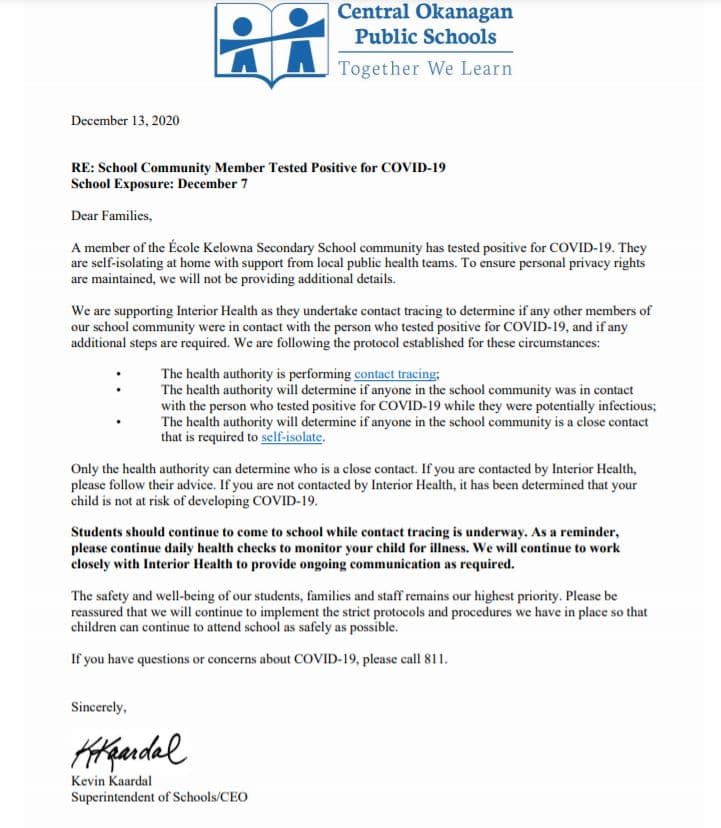 Central Okanagan
Public Schools
Together We Learn
December 13, 2020
RE: School Community Member Tested Positive for COVID-19
School Exposure: December 7
Dear Families,
A member of the École Kelowna Secondary School community has tested positive for COVID-19. They
are self-isolating at home with support from local public health teams. To ensure personal privacy rights
are maintained, we will not be providing additional details.
We are supporting Interior Health as they undertake contact tracing to determine if any other members of
our school community were in contact with the person who tested positive for COVID-19, and if any
additional steps are required. We are following the protocol established for these circumstances:
• The health authority is performing contact tracing;
• The health authority will determine if anyone in the school community was in contact
with the person who tested positive for COVID-19 while they were potentially infectious;
• The health authority will determine if anyone in the school community is a close contact
that is required to self-isolate.
Only the health authority can determine who is a close contact. If you are contacted by Interior Health,
please follow their advice. If you are not contacted by Interior Health, it has been determined that your
child is not at risk of developing COVID-19.
Students should continue to come to school while contact tracing is underway. As a reminder,
please continue daily health checks to monitor your child for illness. We will continue to work
closely with Interior Health to provide ongoing communication as required.
The safety and well-being of our students, families and staff remains our highest priority. Please be
reassured that we will continue to implement the strict protocols and procedures we have in place so that
children can continue to attend school as safely as possible.
If you have questions or concerns about COVID-19, please call 811.
Sincerely,
KKaardal
Kevin Kaardal
Superintendent of Schools/CEO